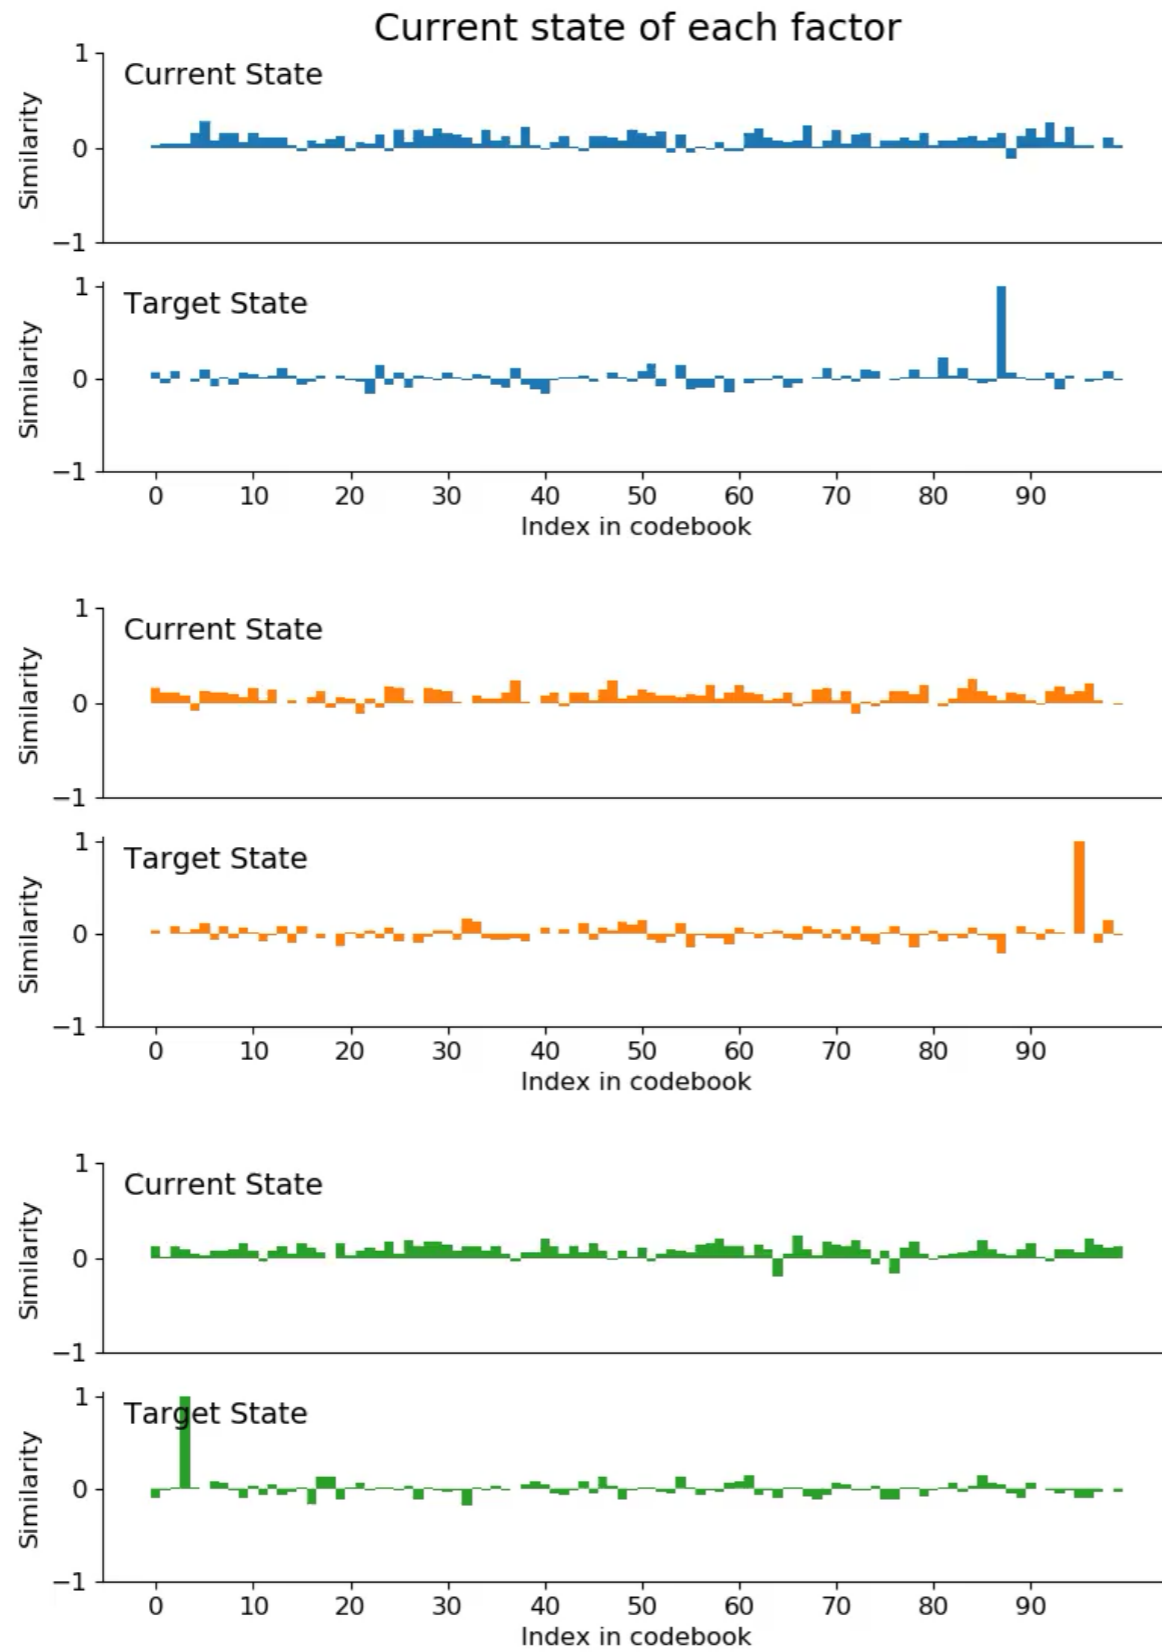 Current state of each factor
1
Current State
Similarity
0
−1
1
Target State
Similarity
0
−1
0 10 20 30 40 50 60 70 80 90
Index in codebook
1
Current State
Similarity
0
−1
1
Target State
Similarity
0
−1
0 10 20 30 40 50 60 70 80 90
Index in codebook
1
Current State
Similarity
0
−1
1
Target State
Similarity
0
−1
0 10 20 30 40 50 60 70 80 90
Index in codebook